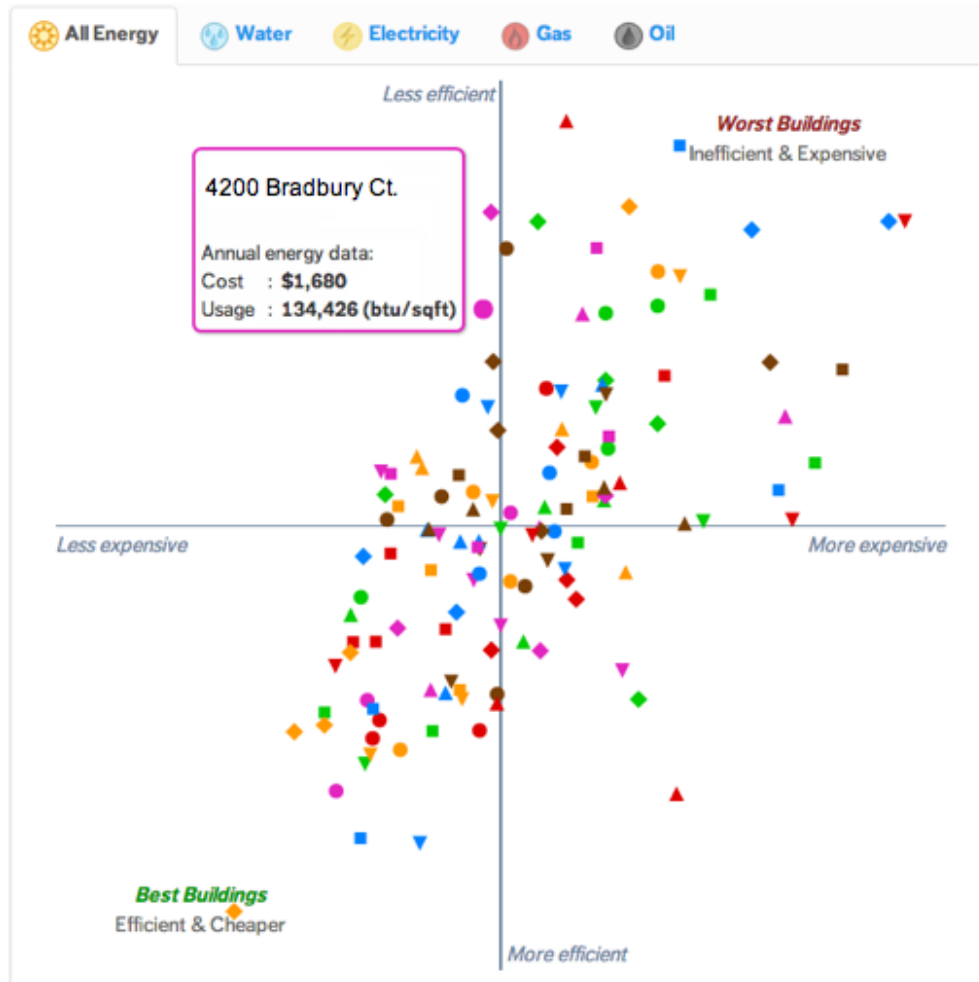 All Energy
Water
Electricity
Gas
Oil
Less efficient
Worst Buildings
Inefficient & Expensive
4200 Bradbury Ct.
Annual energy data:
Cost : $1,680
Usage : 134,426 (btu/sqft)
Less expensive
More expensive
Best Buildings
Efficient & Cheaper
More efficient